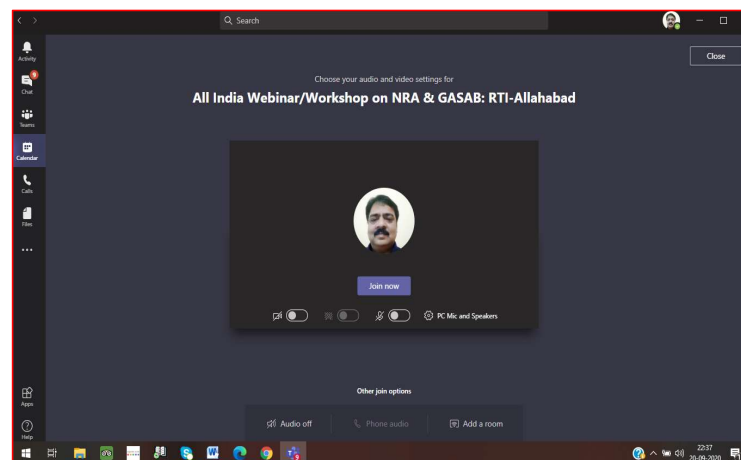 Search
Activity
9
Chat
Teams
Calendar
Calls
Files
Apps
Help
Close
Choose your audio and video settings for
All India Webinar/Workshop on NRA & GASAB: RTI-Allahabad
Join now
PC Mic and Speakers
Other join options
Audio off
Phone audio
Add a room
22:37
20-09-2020